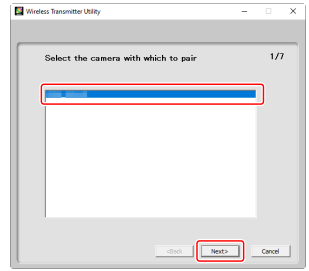 Wireless Transmitter Utility
Select the camera with which to pair 1/7
<Back Next> Cancel